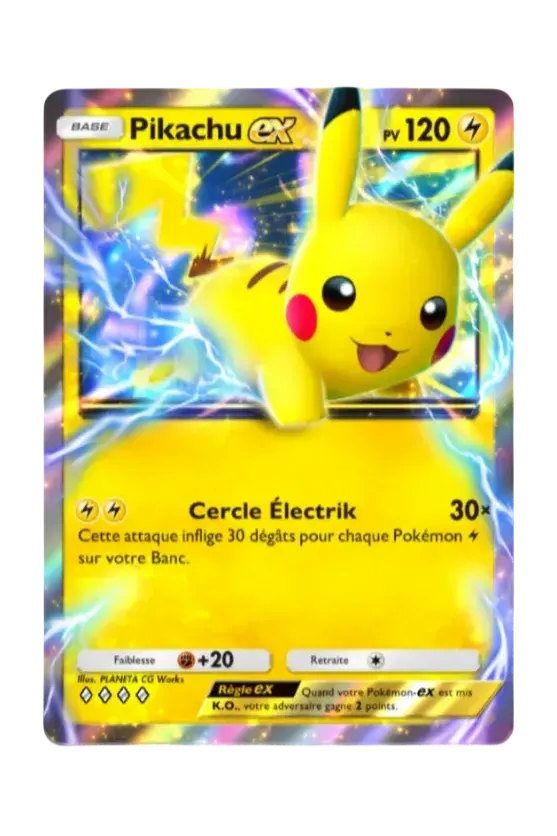 BASE Pikachu ex PV 120
Cercle Électrik 30×
Cette attaque inflige 30 dégâts pour chaque Pokémon
sur votre Banc.
Faiblesse +20 Retraite
Illus. PLANETA CG Works
Règle ex Quand votre Pokémon-ex est mis
K.O., votre adversaire gagne 2 points.